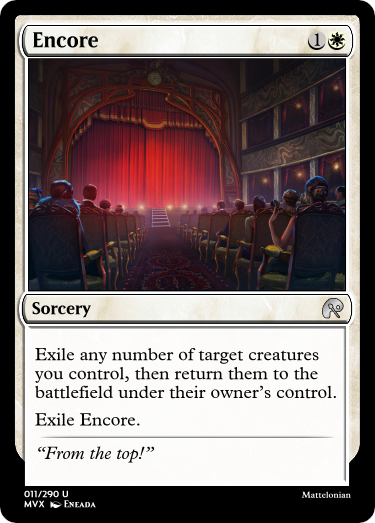 Encore
1
Sorcery
Exile any number of target creatures
you control, then return them to the
battlefield under their owner's control.
Exile Encore.
“From the top!”
011/290 U
MVX ENEADA
Mattelonian